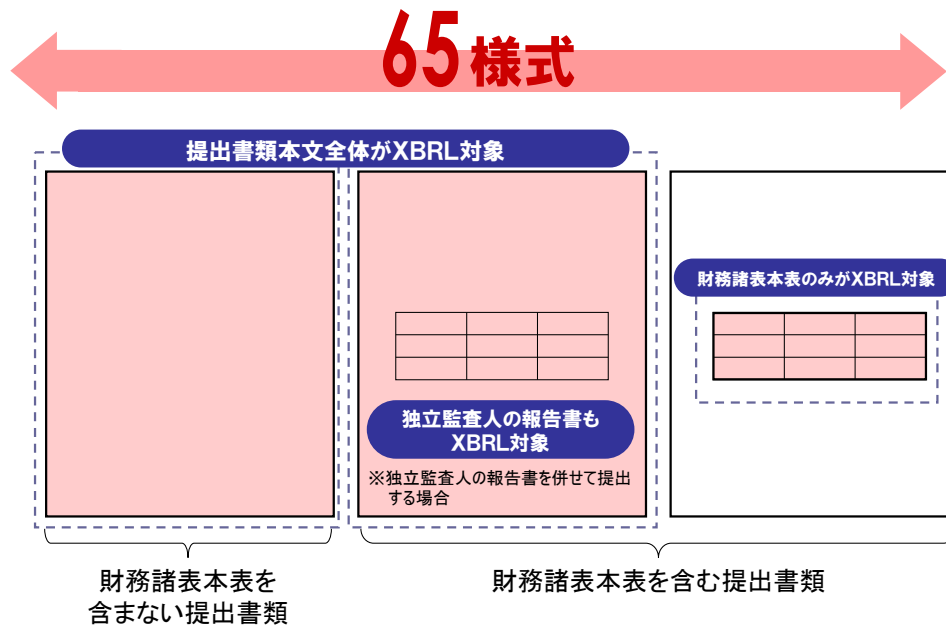 65様式
提出書類本文全体がXBRL対象
財務諸表本表のみがXBRL対象
独立監査人の報告書も
XBRL対象
※独立監査人の報告書を併せて提出
する場合
財務諸表本表を
含まない提出書類
財務諸表本表を含む提出書類